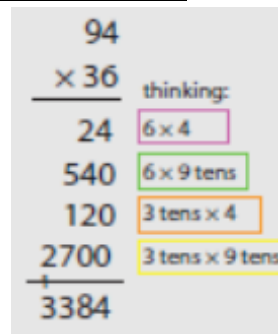 94
× 36 thinking:
24 6 × 4
540 6 × 9 tens
120 3 tens × 4
2700 3 tens × 9 tens
1
3384